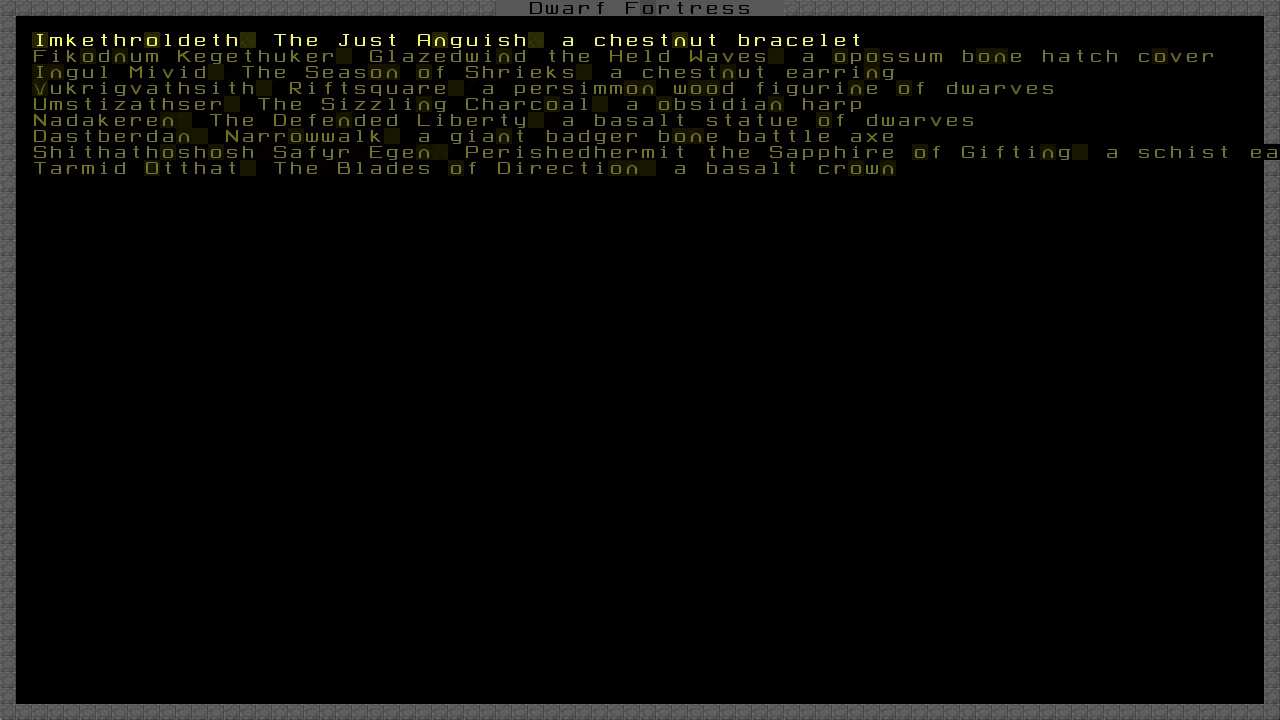 Dwarf Fortress
Imkethroldeth The Just Anguish a chestnut bracelet
Fikodnum Kegethuker Glazedwind the Held Waves a opossum bone hatch cover
Ingul Mivid The Season of Shrieks a chestnut earring
Vukrigvathsith Riftsquare a persimmon wood figurine of dwarves
Umstizathser The Sizzling Charcoal a obsidian harp
Nadakeren The Defended Liberty a basalt statue of dwarves
Dastberdan Narrowwalk a giant badger bone battle axe
Shithathoshosh Safyr Egen Perishedhermit the Sapphire of Gifting a schist ea
Tarmid Otthat The Blades of Direction a basalt crown